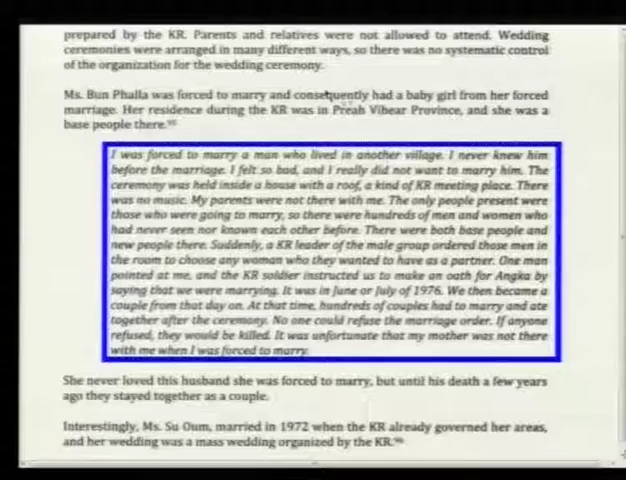 prepared by the KR. Parents and relatives were not allowed to attend. Wedding
ceremonies were arranged in many different ways, so there was no systematic control
of the organization for the wedding ceremony.
Ms. Bun Phalla was forced to marry and consequently had a baby girl from her forced
marriage. Her residence during the KR was in Preah Vihear Province, and she was a
base people there.
I was forced to marry a man who lived in another village. I never knew him
before the marriage. I felt so bad, and I really did not want to marry him. The
ceremony was held inside a house with a roof, a kind of KR meeting place. There
was no music. My parents were not there with me. The only people present were
those who were going to marry, so there were hundreds of men and women who
had never seen nor known each other before. There were both base people and
new people there. Suddenly, a KR leader of the male group ordered those men in
the room to choose any woman who they wanted to have as a partner. One man
pointed at me, and the KR soldier instructed us to make an oath for Angka by
saying that we were marrying. It was in June or July of 1976. We then became a
couple from that day on. At that time, hundreds of couples had to marry and ate
together after the ceremony. No one could refuse the marriage order. If anyone
refused, they would be killed. It was unfortunate that my mother was not there
with me when I was forced to marry.
She never loved this husband she was forced to marry, but until his death a few years
ago they stayed together as a couple.
Interestingly, Ms. Su Oum, married in 1972 when the KR already governed her areas,
and her wedding was a mass wedding organized by the KR.